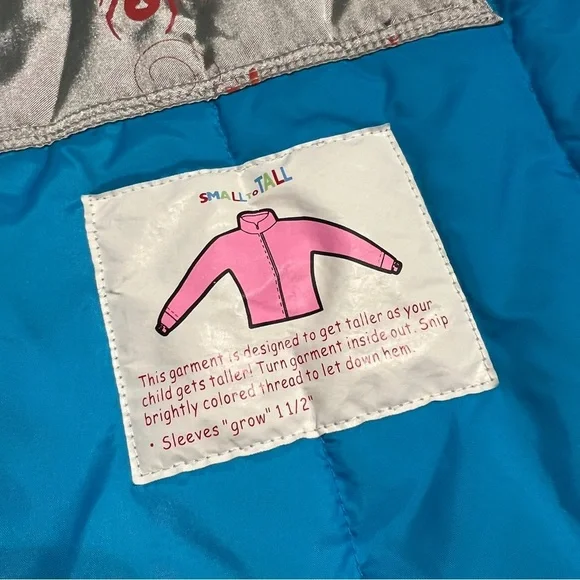 SMALL TO TALL
This garment is designed to get taller as your
child gets taller! Turn garment inside out. Snip
brightly colored thread to let down hem.
• Sleeves "grow" 1 1/2"